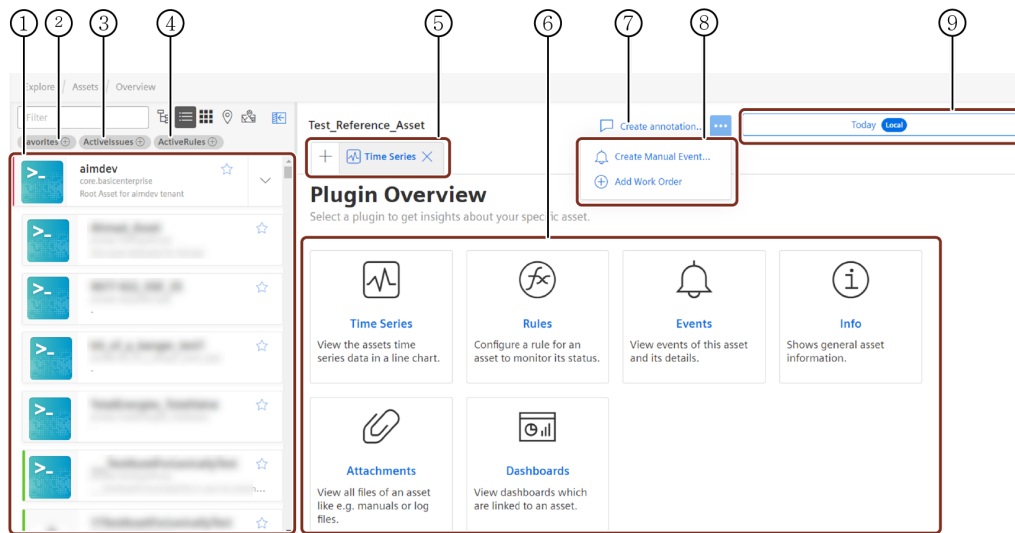 ① ② ③ ④ ⑤ ⑥ ⑦ ⑧ ⑨
Explore / Assets / Overview
Filter
Favorites ActiveIssues ActiveRules
aimdev
core.basicenterprise
Root Asset for aimdev tenant
.
.
Test_Reference_Asset
Create annotation...
Today Local
Time Series
Create Manual Event...
Add Work Order
Plugin Overview
Select a plugin to get insights about your specific asset.
Time Series
View the assets time
series data in a line chart.
Rules
Configure a rule for an
asset to monitor its status.
Events
View events of this asset
and its details.
Info
Shows general asset
information.
Attachments
View all files of an asset
like e.g. manuals or log
files.
Dashboards
View dashboards which
are linked to an asset.